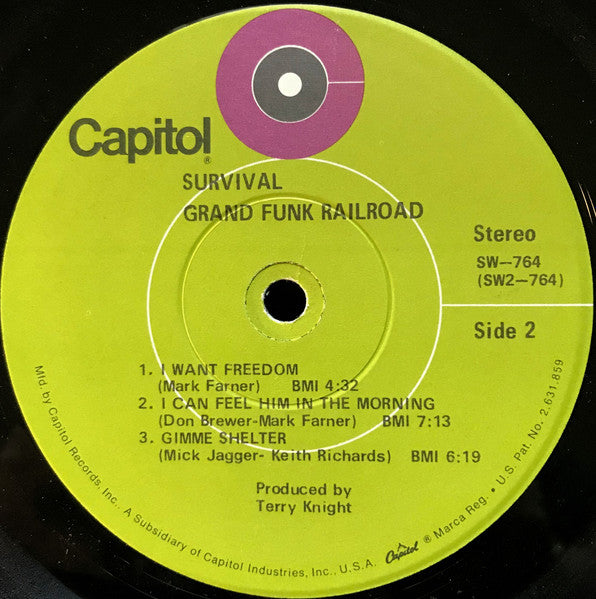 Capitol®
SURVIVAL
GRAND FUNK RAILROAD
Stereo
SW—764
(SW2—764)
Side 2
1. I WANT FREEDOM
(Mark Farner) BMI 4:32
2. I CAN FEEL HIM IN THE MORNING
(Don Brewer-Mark Farner) BMI 7:13
3. GIMME SHELTER
(Mick Jagger- Keith Richards) BMI 6:19
Produced by
Terry Knight
Mfd. by Capitol Records, Inc., A Subsidiary of Capitol Industries, Inc., U.S.A. Capitol ® Marca Reg. • U.S. Pat. No. 2,631,859